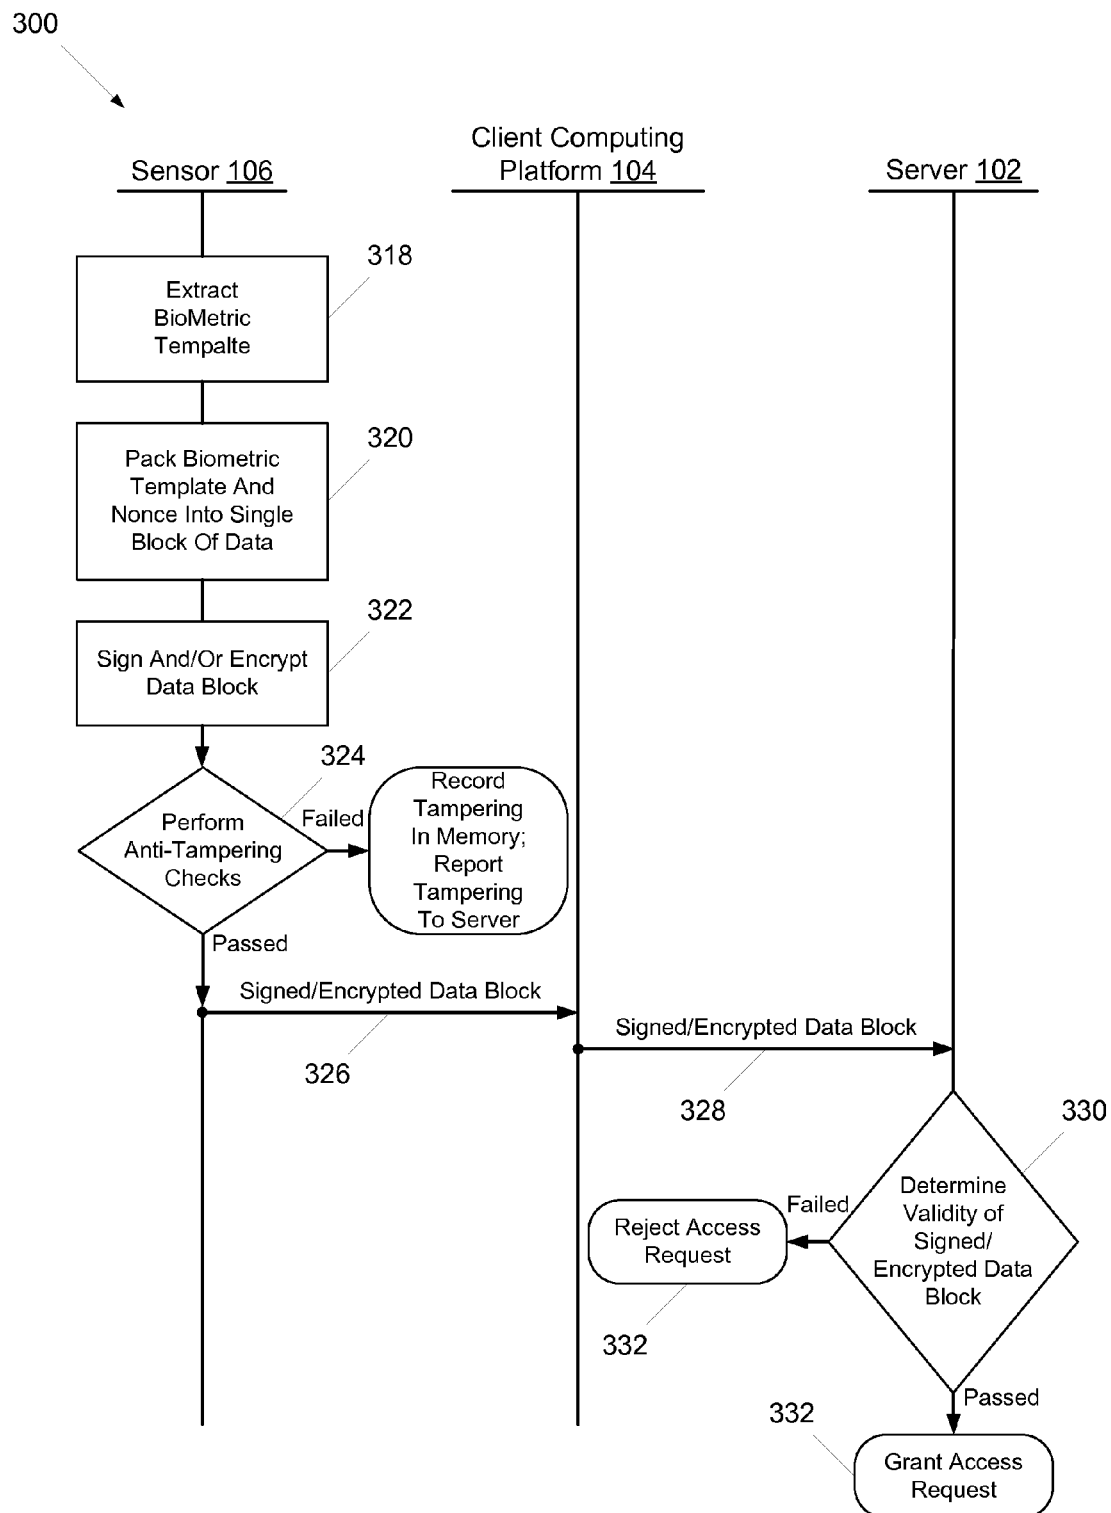 300
Client Computing
Sensor 106
Platform 104
Server 102
318
Extract
BioMetric
Tempalte
320
Pack Biometric
Template And
Nonce Into Single
Block Of Data
322
Sign And/Or Encrypt
Data Block
324
Perform
Anti-Tampering
Checks
Failed
Record
Tampering
In Memory;
Report
Tampering
To Server
Passed
Signed/Encrypted Data Block
326
Signed/Encrypted Data Block
328
330
Determine
Validity of
Signed/
Encrypted Data
Block
Failed
Reject Access
Request
332
Passed
332
Grant Access
Request